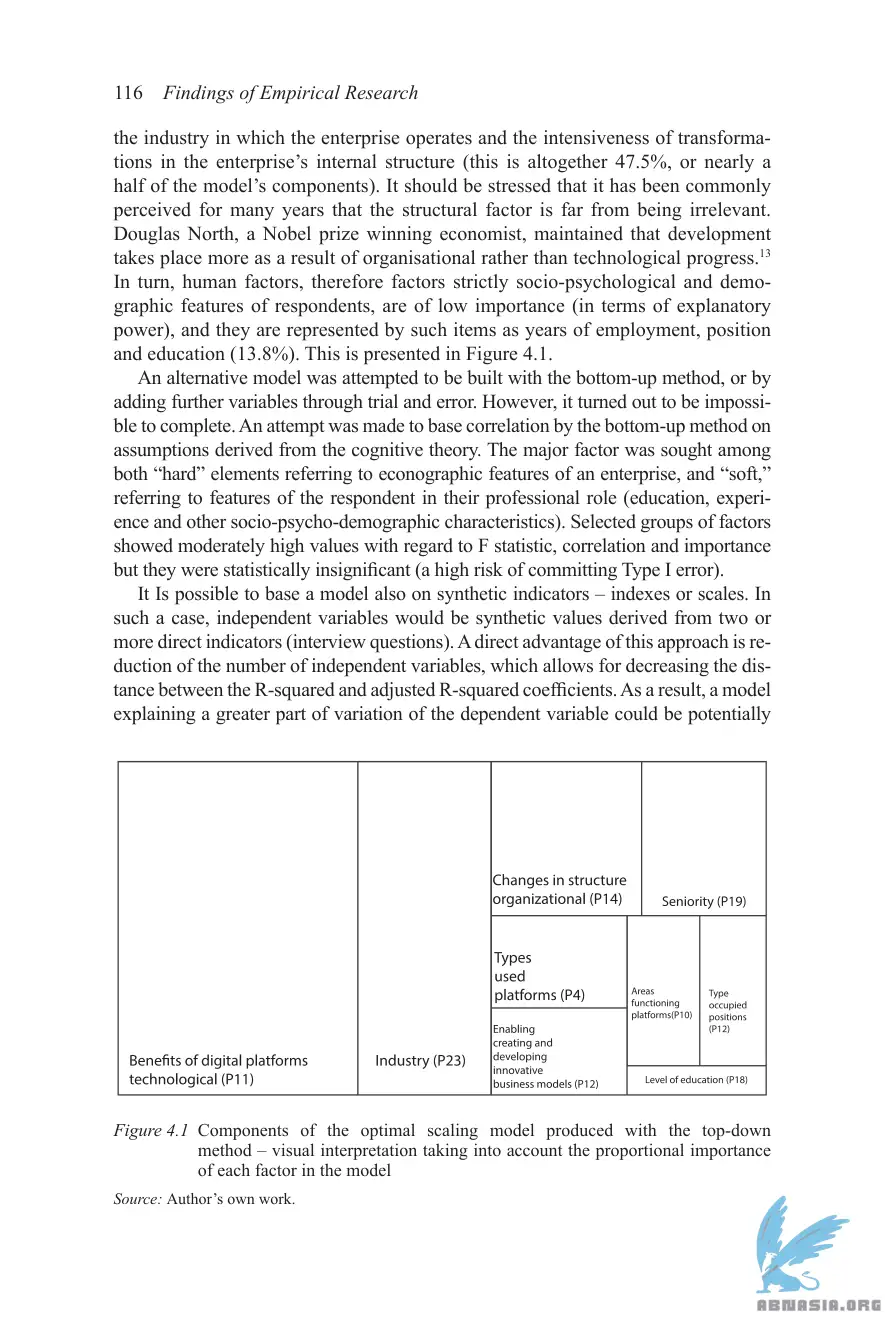 116 Findings of Empirical Research
the industry in which the enterprise operates and the intensiveness of transforma-
tions in the enterprise’s internal structure (this is altogether 47.5%, or nearly a
half of the model’s components). It should be stressed that it has been commonly
perceived for many years that the structural factor is far from being irrelevant.
Douglas North, a Nobel prize winning economist, maintained that development
takes place more as a result of organisational rather than technological progress.13
In turn, human factors, therefore factors strictly socio-psychological and demo-
graphic features of respondents, are of low importance (in terms of explanatory
power), and they are represented by such items as years of employment, position
and education (13.8%). This is presented in Figure 4.1.
An alternative model was attempted to be built with the bottom-up method, or by
adding further variables through trial and error. However, it turned out to be impossi-
ble to complete. An attempt was made to base correlation by the bottom-up method on
assumptions derived from the cognitive theory. The major factor was sought among
both “hard” elements referring to econographic features of an enterprise, and “soft,”
referring to features of the respondent in their professional role (education, experi-
ence and other socio-psycho-demographic characteristics). Selected groups of factors
showed moderately high values with regard to F statistic, correlation and importance
but they were statistically insignificant (a high risk of committing Type I error).
It Is possible to base a model also on synthetic indicators – indexes or scales. In
such a case, independent variables would be synthetic values derived from two or
more direct indicators (interview questions). A direct advantage of this approach is re-
duction of the number of independent variables, which allows for decreasing the dis-
tance between the R-squared and adjusted R-squared coefficients. As a result, a model
explaining a greater part of variation of the dependent variable could be potentially
Benefits of digital platforms
technological (P11)
Industry (P23)
Changes in structure
organizational (P14)
Seniority (P19)
Types
used
platforms (P4)
Enabling
creating and
developing
innovative
business models (P12)
Areas
functioning
platforms(P10)
Type
occupied
positions
(P12)
Level of education (P18)
Figure 4.1 Components of the optimal scaling model produced with the top-down
method – visual interpretation taking into account the proportional importance
of each factor in the model
Source: Author’s own work.
ABNASIA.ORG